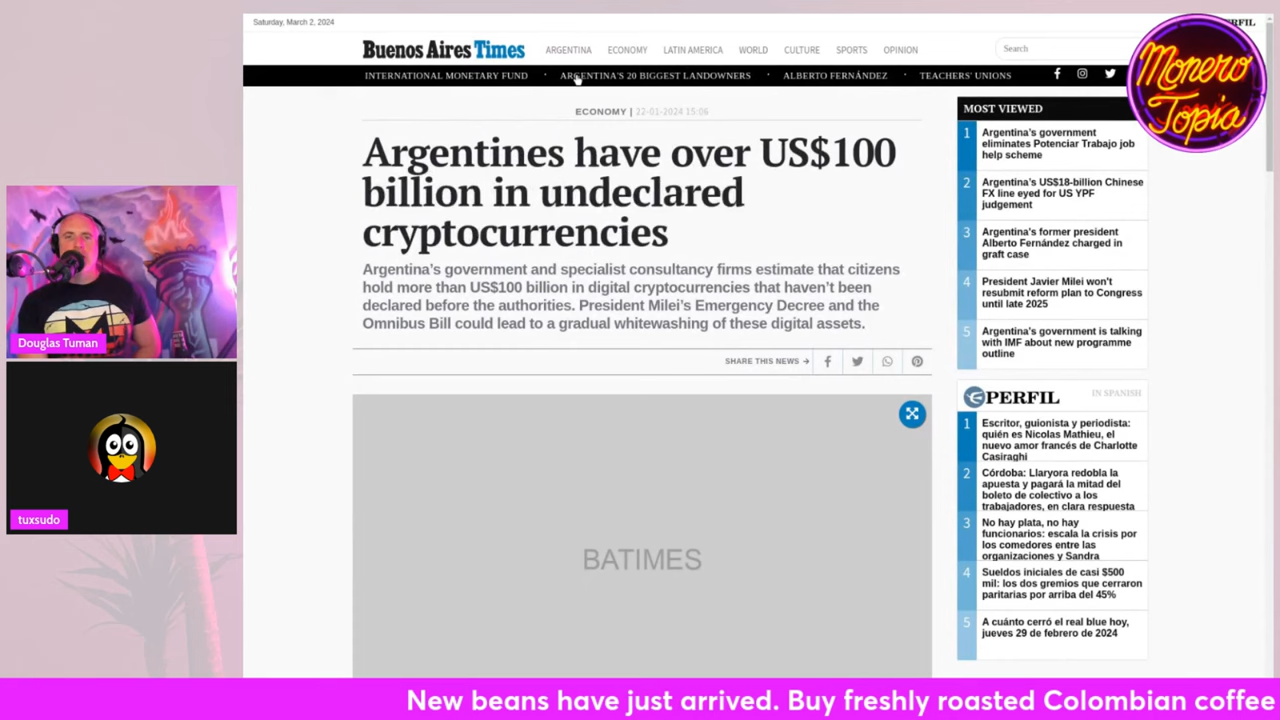 Saturday, March 2, 2024
Buenos Aires Times
ARGENTINA ECONOMY LATIN AMERICA WORLD CULTURE SPORTS OPINION
Search
INTERNATIONAL MONETARY FUND · ARGENTINA'S 20 BIGGEST LANDOWNERS · ALBERTO FERNÁNDEZ · TEACHERS' UNIONS
Monero
Topia
ECONOMY | 22-01-2024 15:06
Argentines have over US$100
billion in undeclared
cryptocurrencies
Argentina's government and specialist consultancy firms estimate that citizens
hold more than US$100 billion in digital cryptocurrencies that haven't been
declared before the authorities. President Milei's Emergency Decree and the
Omnibus Bill could lead to a gradual whitewashing of these digital assets.
SHARE THIS NEWS
BATIMES
MOST VIEWED
1 Argentina's government
eliminates Potenciar Trabajo job
help scheme
2 Argentina's US$18-billion Chinese
FX line eyed for US YPF
judgement
3 Argentina's former president
Alberto Fernández charged in
graft case
4 President Javier Milei won't
resubmit reform plan to Congress
until late 2025
5 Argentina's government is talking
with IMF about new programme
outline
PERFIL IN SPANISH
1 Escritor, guionista y periodista:
quién es Nicolas Mathieu, el
nuevo amor francés de Charlotte
Casiraghi
2 Córdoba: Llaryora redobla la
apuesta y pagará la mitad del
boleto de colectivo a los
trabajadores, en clara respuesta
3 No hay plata, no hay
funcionarios: escala la crisis por
los comedores entre las
organizaciones y Sandra
4 Sueldos iniciales de casi $500
mil: los dos gremios que cerraron
paritarias por arriba del 45%
5 A cuánto cerró el real blue hoy,
jueves 29 de febrero de 2024
Douglas Tuman
tuxsudo
New beans have just arrived. Buy freshly roasted Colombian coffee